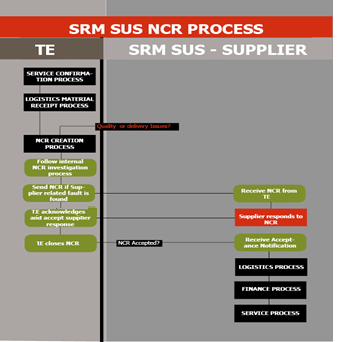 SRM SUS NCR PROCESS
TE
SRM SUS - SUPPLIER
SERVICE CONFIRMA-
TION PROCESS
LOGISTICS MATERIAL
RECEIPT PROCESS
Quality or delivery Issues?
NCR CREATION
PROCESS
Follow internal
NCR investigation
process
Send NCR if Sup-
plier related fault is
found
Receive NCR from
TE
TE acknowledges
and accept supplier
response
Supplier responds to
NCR
TE closes NCR
NCR Accepted?
Receive Accept-
ance Notification
LOGISTICS PROCESS
FINANCE PROCESS
SERVICE PROCESS